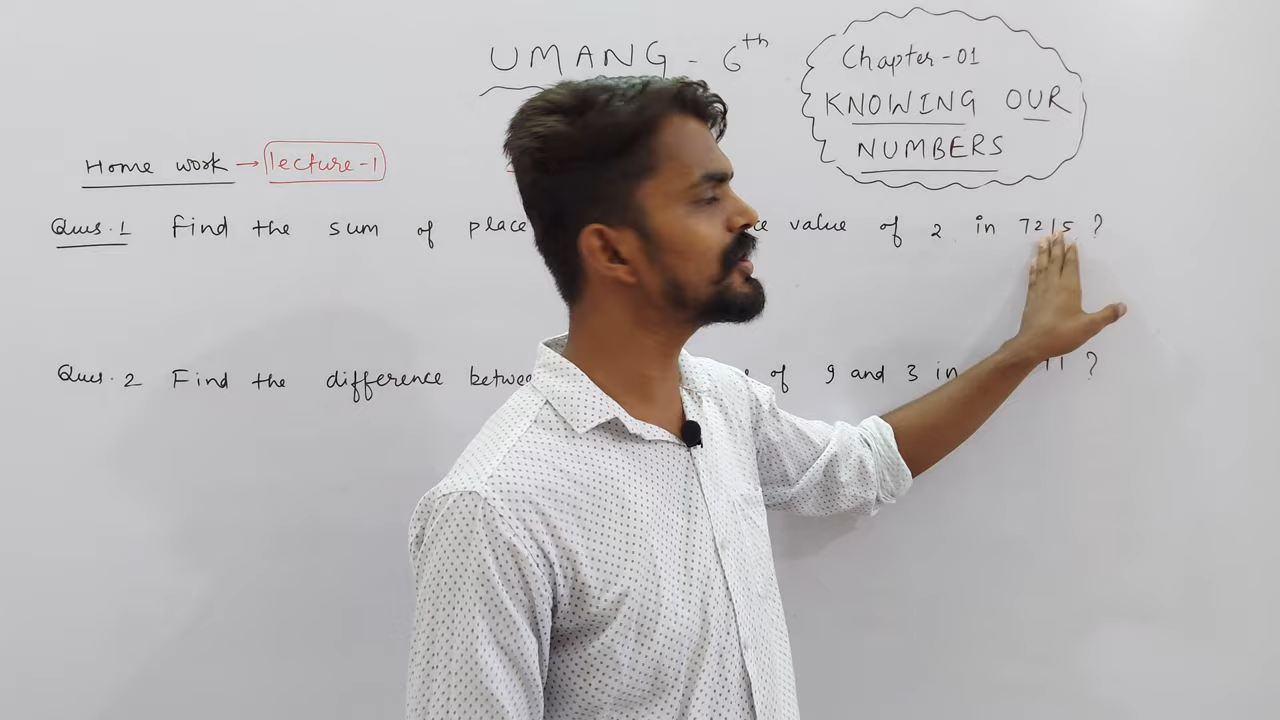 UMANG - 6th
Chapter-01
KNOWING OUR
NUMBERS
Home work → lecture-1
Ques.1 Find the sum of place value of 2 in 7215 ?
Ques.2 Find the difference of 9 and 3 in ?